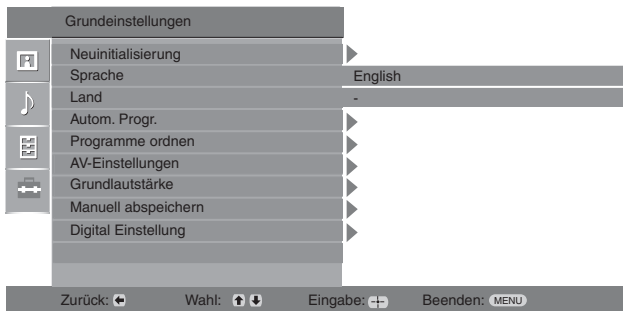 Grundeinstellungen
Neuinitialisierung
Sprache English
Land -
Autom. Progr.
Programme ordnen
AV-Einstellungen
Grundlautstärke
Manuell abspeichern
Digital Einstellung
Zurück: Wahl: Eingabe: Beenden: MENU